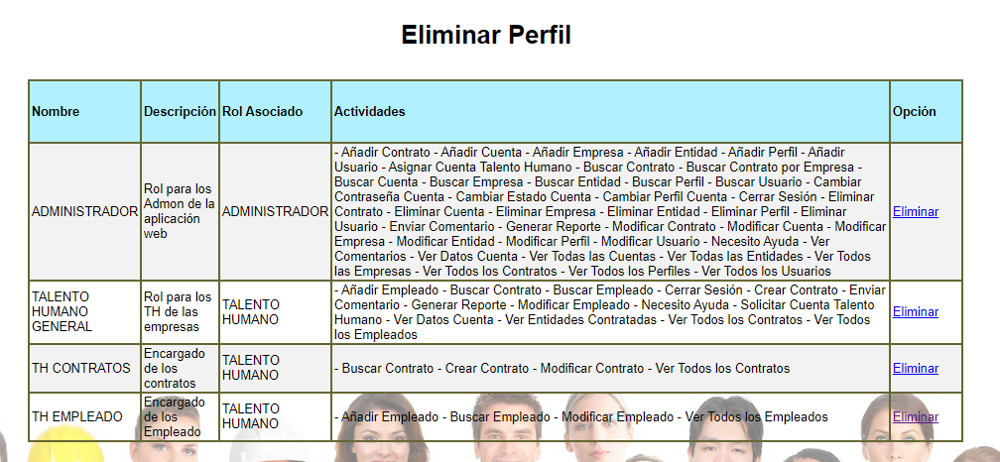 Eliminar Perfil
Nombre Descripción Rol Asociado Actividades Opción
ADMINISTRADOR
Rol para los
Admon de la
aplicación
web
ADMINISTRADOR
- Añadir Contrato - Añadir Cuenta - Añadir Empresa - Añadir Entidad - Añadir Perfil - Añadir
Usuario - Asignar Cuenta Talento Humano - Buscar Contrato - Buscar Contrato por Empresa -
Buscar Cuenta - Buscar Empresa - Buscar Entidad - Buscar Perfil - Buscar Usuario - Cambiar
Contraseña Cuenta - Cambiar Estado Cuenta - Cambiar Perfil Cuenta - Cerrar Sesión - Eliminar
Contrato - Eliminar Cuenta - Eliminar Empresa - Eliminar Entidad - Eliminar Perfil - Eliminar
Usuario - Enviar Comentario - Generar Reporte - Modificar Contrato - Modificar Cuenta - Modificar
Empresa - Modificar Entidad - Modificar Perfil - Modificar Usuario - Necesito Ayuda - Ver
Comentarios - Ver Datos Cuenta - Ver Todas las Cuentas - Ver Todas las Entidades - Ver Todos
las Empresas - Ver Todos los Contratos - Ver Todos los Perfiles - Ver Todos los Usuarios
Eliminar
TALENTO
HUMANO
GENERAL
Rol para los
TH de las
empresas
TALENTO
HUMANO
- Añadir Empleado - Buscar Contrato - Buscar Empleado - Cerrar Sesión - Crear Contrato - Enviar
Comentario - Generar Reporte - Modificar Empleado - Necesito Ayuda - Solicitar Cuenta Talento
Humano - Ver Datos Cuenta - Ver Entidades Contratadas - Ver Todos los Contratos - Ver Todos
los Empleados
Eliminar
TH CONTRATOS
Encargado
de los
contratos
TALENTO
HUMANO
- Buscar Contrato - Crear Contrato - Modificar Contrato - Ver Todos los Contratos
Eliminar
TH EMPLEADO
Encargado
de los
Empleado
TALENTO
HUMANO
- Añadir Empleado - Buscar Empleado - Modificar Empleado - Ver Todos los Empleados
Eliminar